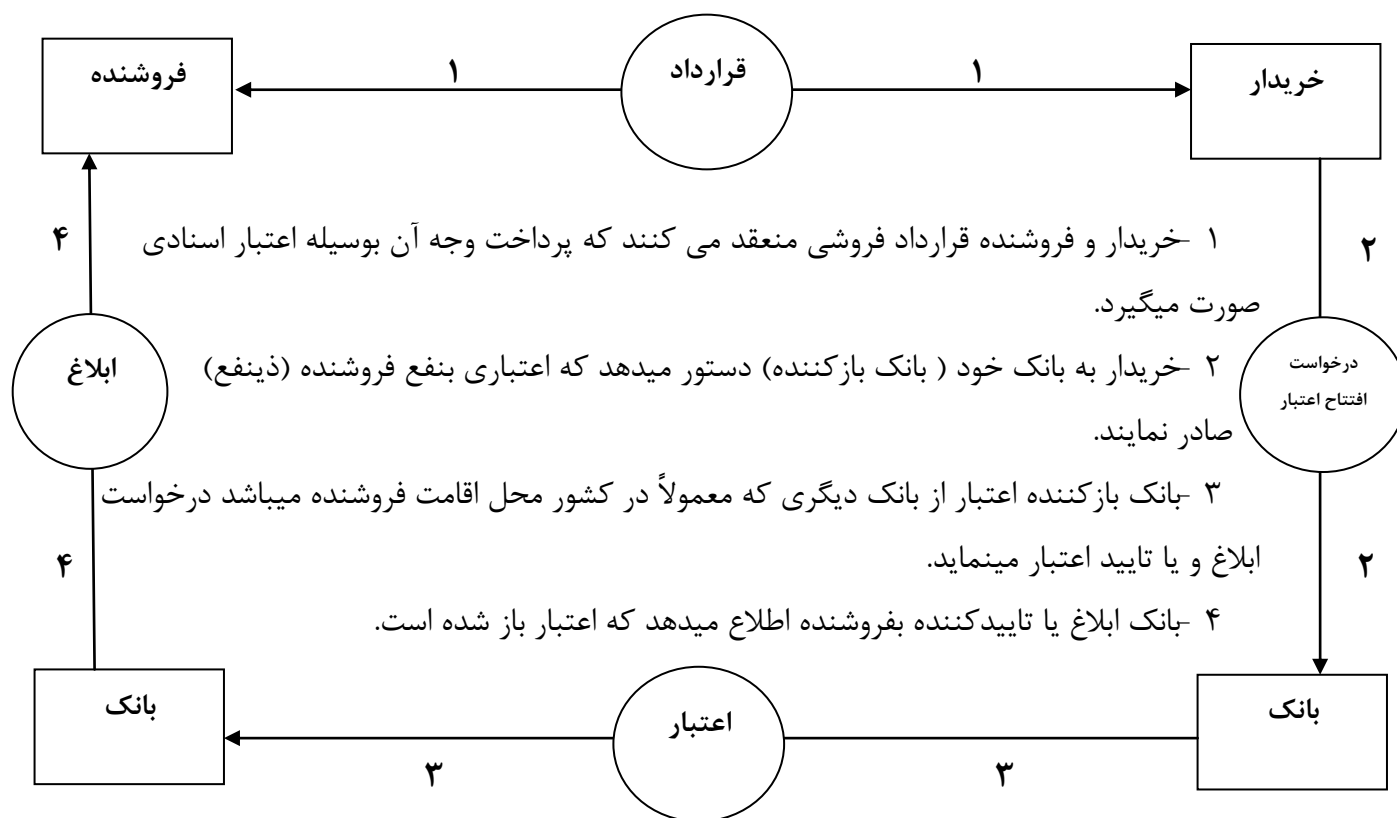 فروشنده
۱
قرارداد
۱
خریدار
۴
۲
۱ -خریدار و فروشنده قرارداد فروشی منعقد می کنند که پرداخت وجه آن بوسیله اعتبار اسنادی
صورت میگیرد.
۲ -خریدار به بانک خود ( بانک بازکننده) دستور میدهد که اعتباری بنفع فروشنده (ذینفع)
صادر نمایند.
۳ -بانک بازکننده اعتبار از بانک دیگری که معمولاً در کشور محل اقامت فروشنده میباشد درخواست
ابلاغ و یا تایید اعتبار مینماید.
۴ -بانک ابلاغ یا تاییدکننده بفروشنده اطلاع میدهد که اعتبار باز شده است.
ابلاغ
درخواست
افتتاح اعتبار
۴
۲
بانک
۳
اعتبار
۳
بانک